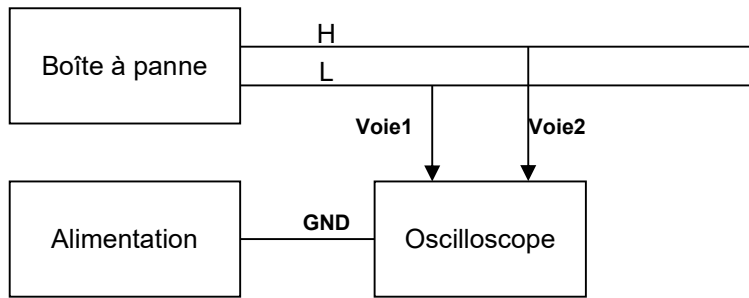 H
Boîte à panne
L
Voie1
Voie2
Alimentation
GND
Oscilloscope